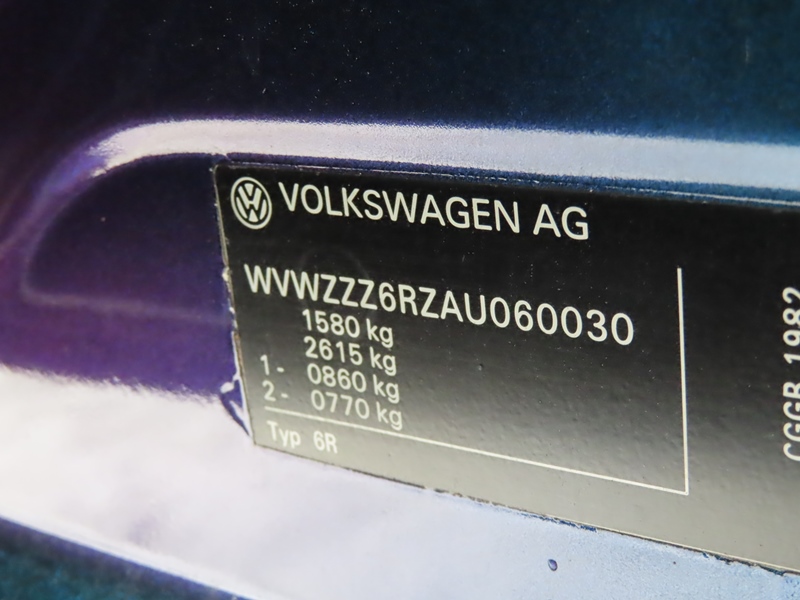 VOLKSWAGEN AG
WVWZZZ6RZAU060030
1580 kg
2615 kg
1 - 0860 kg
2 - 0770 kg
Typ 6R
CGGB 1982